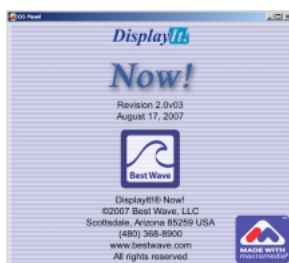 DisplayIt!
Now!
Revision 2.0v03
August 17, 2007
Best Wave
DisplayIt!® Now!
©2007 Best Wave, LLC
Scottsdale, Arizona 85259 USA
(480) 368-8900
www.bestwave.com
All rights reserved
MADE WITH
macromedia®